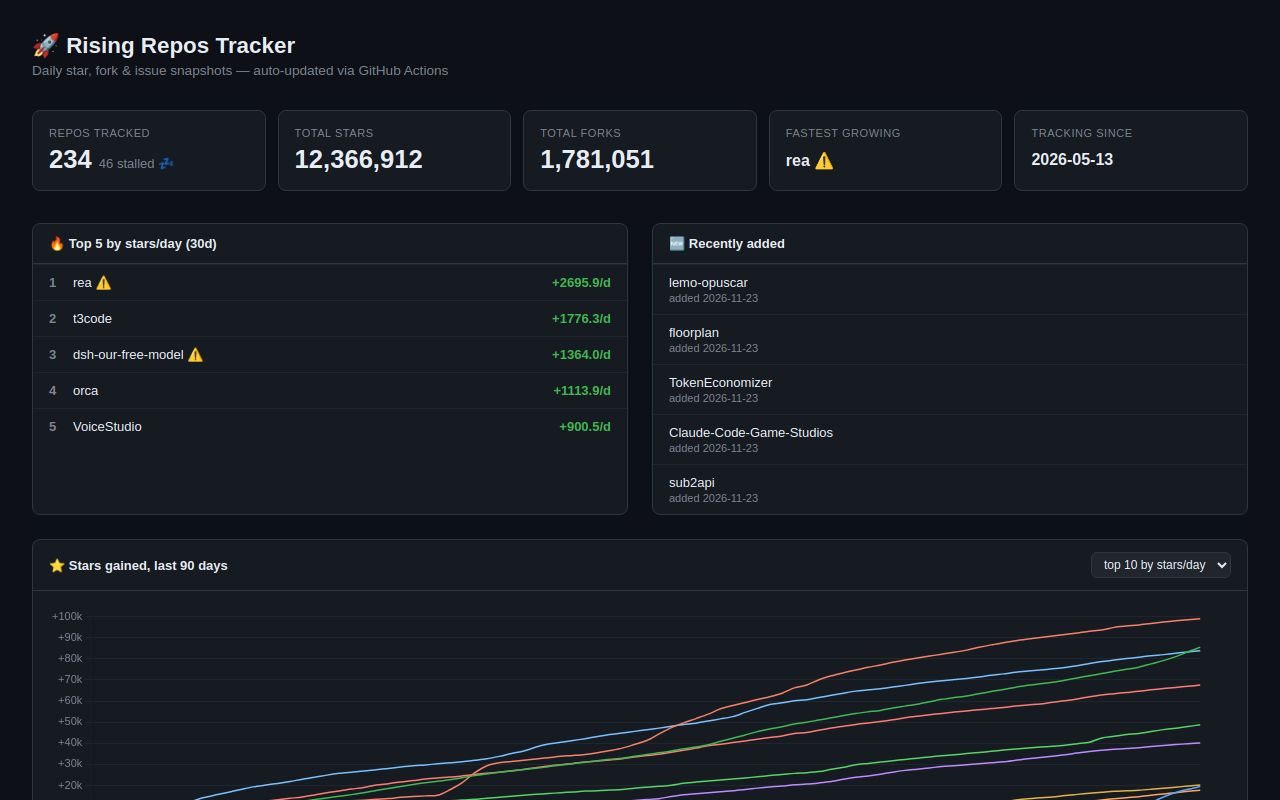 🚀 Rising Repos Tracker
Daily star, fork & issue snapshots — auto-updated via GitHub Actions
REPOS TRACKED
234 46 stalled 💤
TOTAL STARS
12,366,912
TOTAL FORKS
1,781,051
FASTEST GROWING
rea ⚠️
TRACKING SINCE
2026-05-13
🔥 Top 5 by stars/day (30d)
1 rea ⚠️ +2695.9/d
2 t3code +1776.3/d
3 dsh-our-free-model ⚠️ +1364.0/d
4 orca +1113.9/d
5 VoiceStudio +900.5/d
🆕 Recently added
lemo-opuscar
added 2026-11-23
floorplan
added 2026-11-23
TokenEconomizer
added 2026-11-23
Claude-Code-Game-Studios
added 2026-11-23
sub2api
added 2026-11-23
⭐ Stars gained, last 90 days
top 10 by stars/day
+100k
+90k
+80k
+70k
+60k
+50k
+40k
+30k
+20k